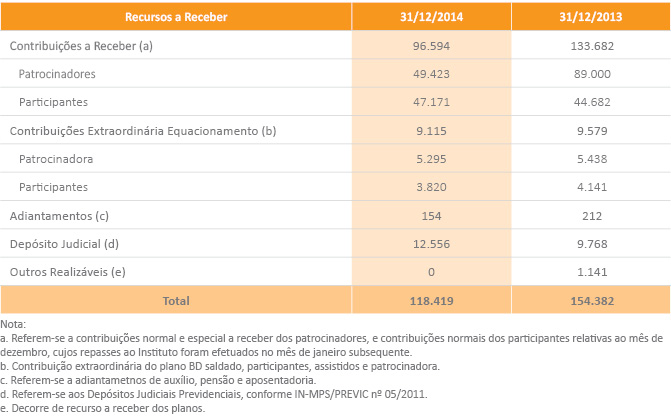 Recursos a Receber 31/12/2014 31/12/2013
Contribuições a Receber (a) 96.594 133.682
Patrocinadores 49.423 89.000
Participantes 47.171 44.682
Contribuições Extraordinária Equacionamento (b) 9.115 9.579
Patrocinadora 5.295 5.438
Participantes 3.820 4.141
Adiantamentos (c) 154 212
Depósito Judicial (d) 12.556 9.768
Outros Realizáveis (e) 0 1.141
Total 118.419 154.382
Nota:
a. Referem-se a contribuições normal e especial a receber dos patrocinadores, e contribuições normais dos participantes relativas ao mês de
dezembro, cujos repasses ao Instituto foram efetuados no mês de janeiro subsequente.
b. Contribuição extraordinária do plano BD saldado, participantes, assistidos e patrocinadora.
c. Referem-se a adiantametnos de auxílio, pensão e aposentadoria.
d. Referem-se aos Depósitos Judiciais Previdenciais, conforme IN-MPS/PREVIC nº 05/2011.
e. Decorre de recurso a receber dos planos.